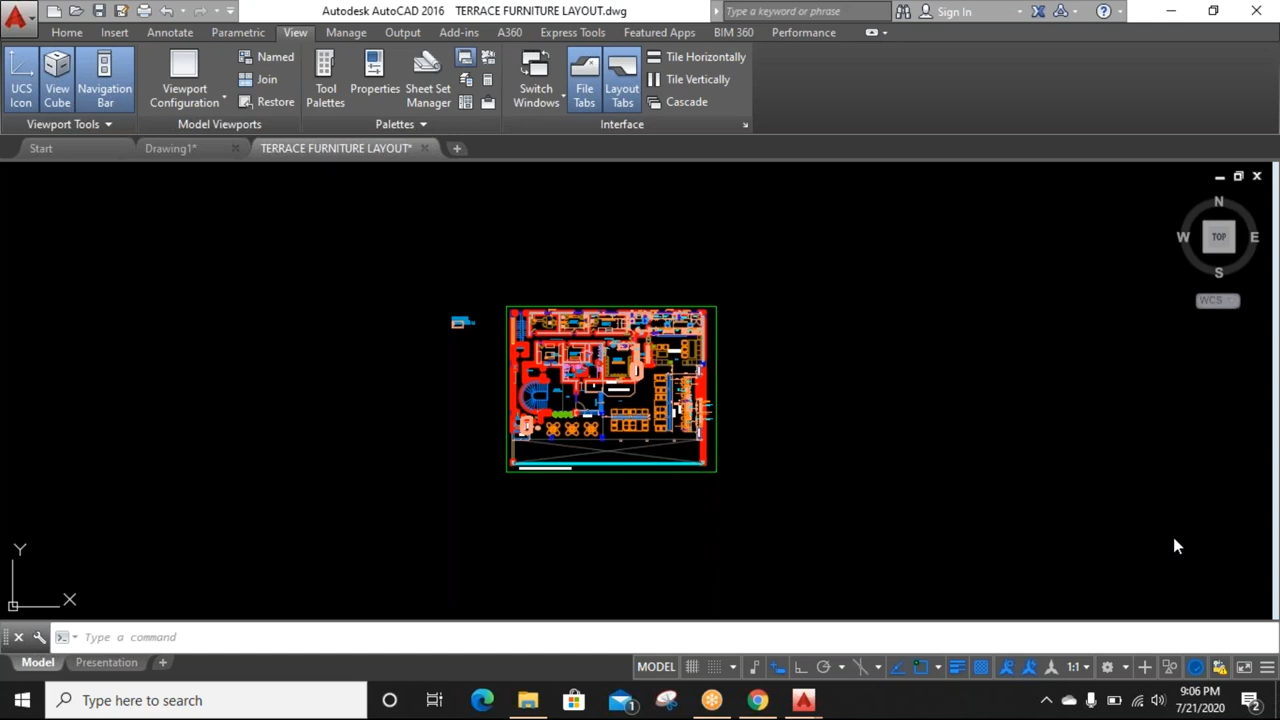 Autodesk AutoCAD 2016 TERRACE FURNITURE LAYOUT.dwg
Type a keyword or phrase
Sign In
Home Insert Annotate Parametric View Manage Output Add-ins A360 Express Tools Featured Apps BIM 360 Performance
UCS Icon
View Cube
Navigation Bar
Viewport Tools
Viewport Configuration
Named
Join
Restore
Model Viewports
Tool Palettes
Properties
Sheet Set Manager
Palettes
Switch Windows
File Tabs
Layout Tabs
Tile Horizontally
Tile Vertically
Cascade
Interface
Start Drawing1* TERRACE FURNITURE LAYOUT*
N
W TOP E
S
WCS
Y
X
Type a command
Model Presentation
MODEL 1:1
Type here to search
1
9:06 PM
7/21/2020
2